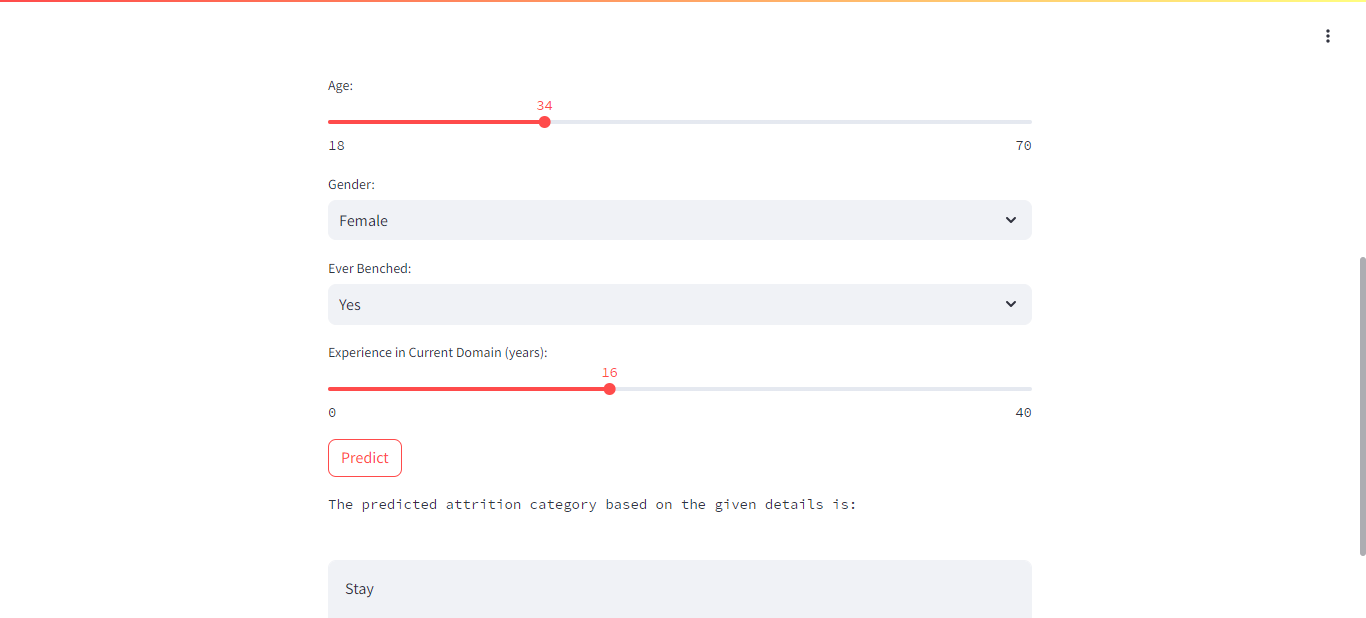 Age:
34
18 70
Gender:
Female
Ever Benched:
Yes
Experience in Current Domain (years):
16
0 40
Predict
The predicted attrition category based on the given details is:
Stay